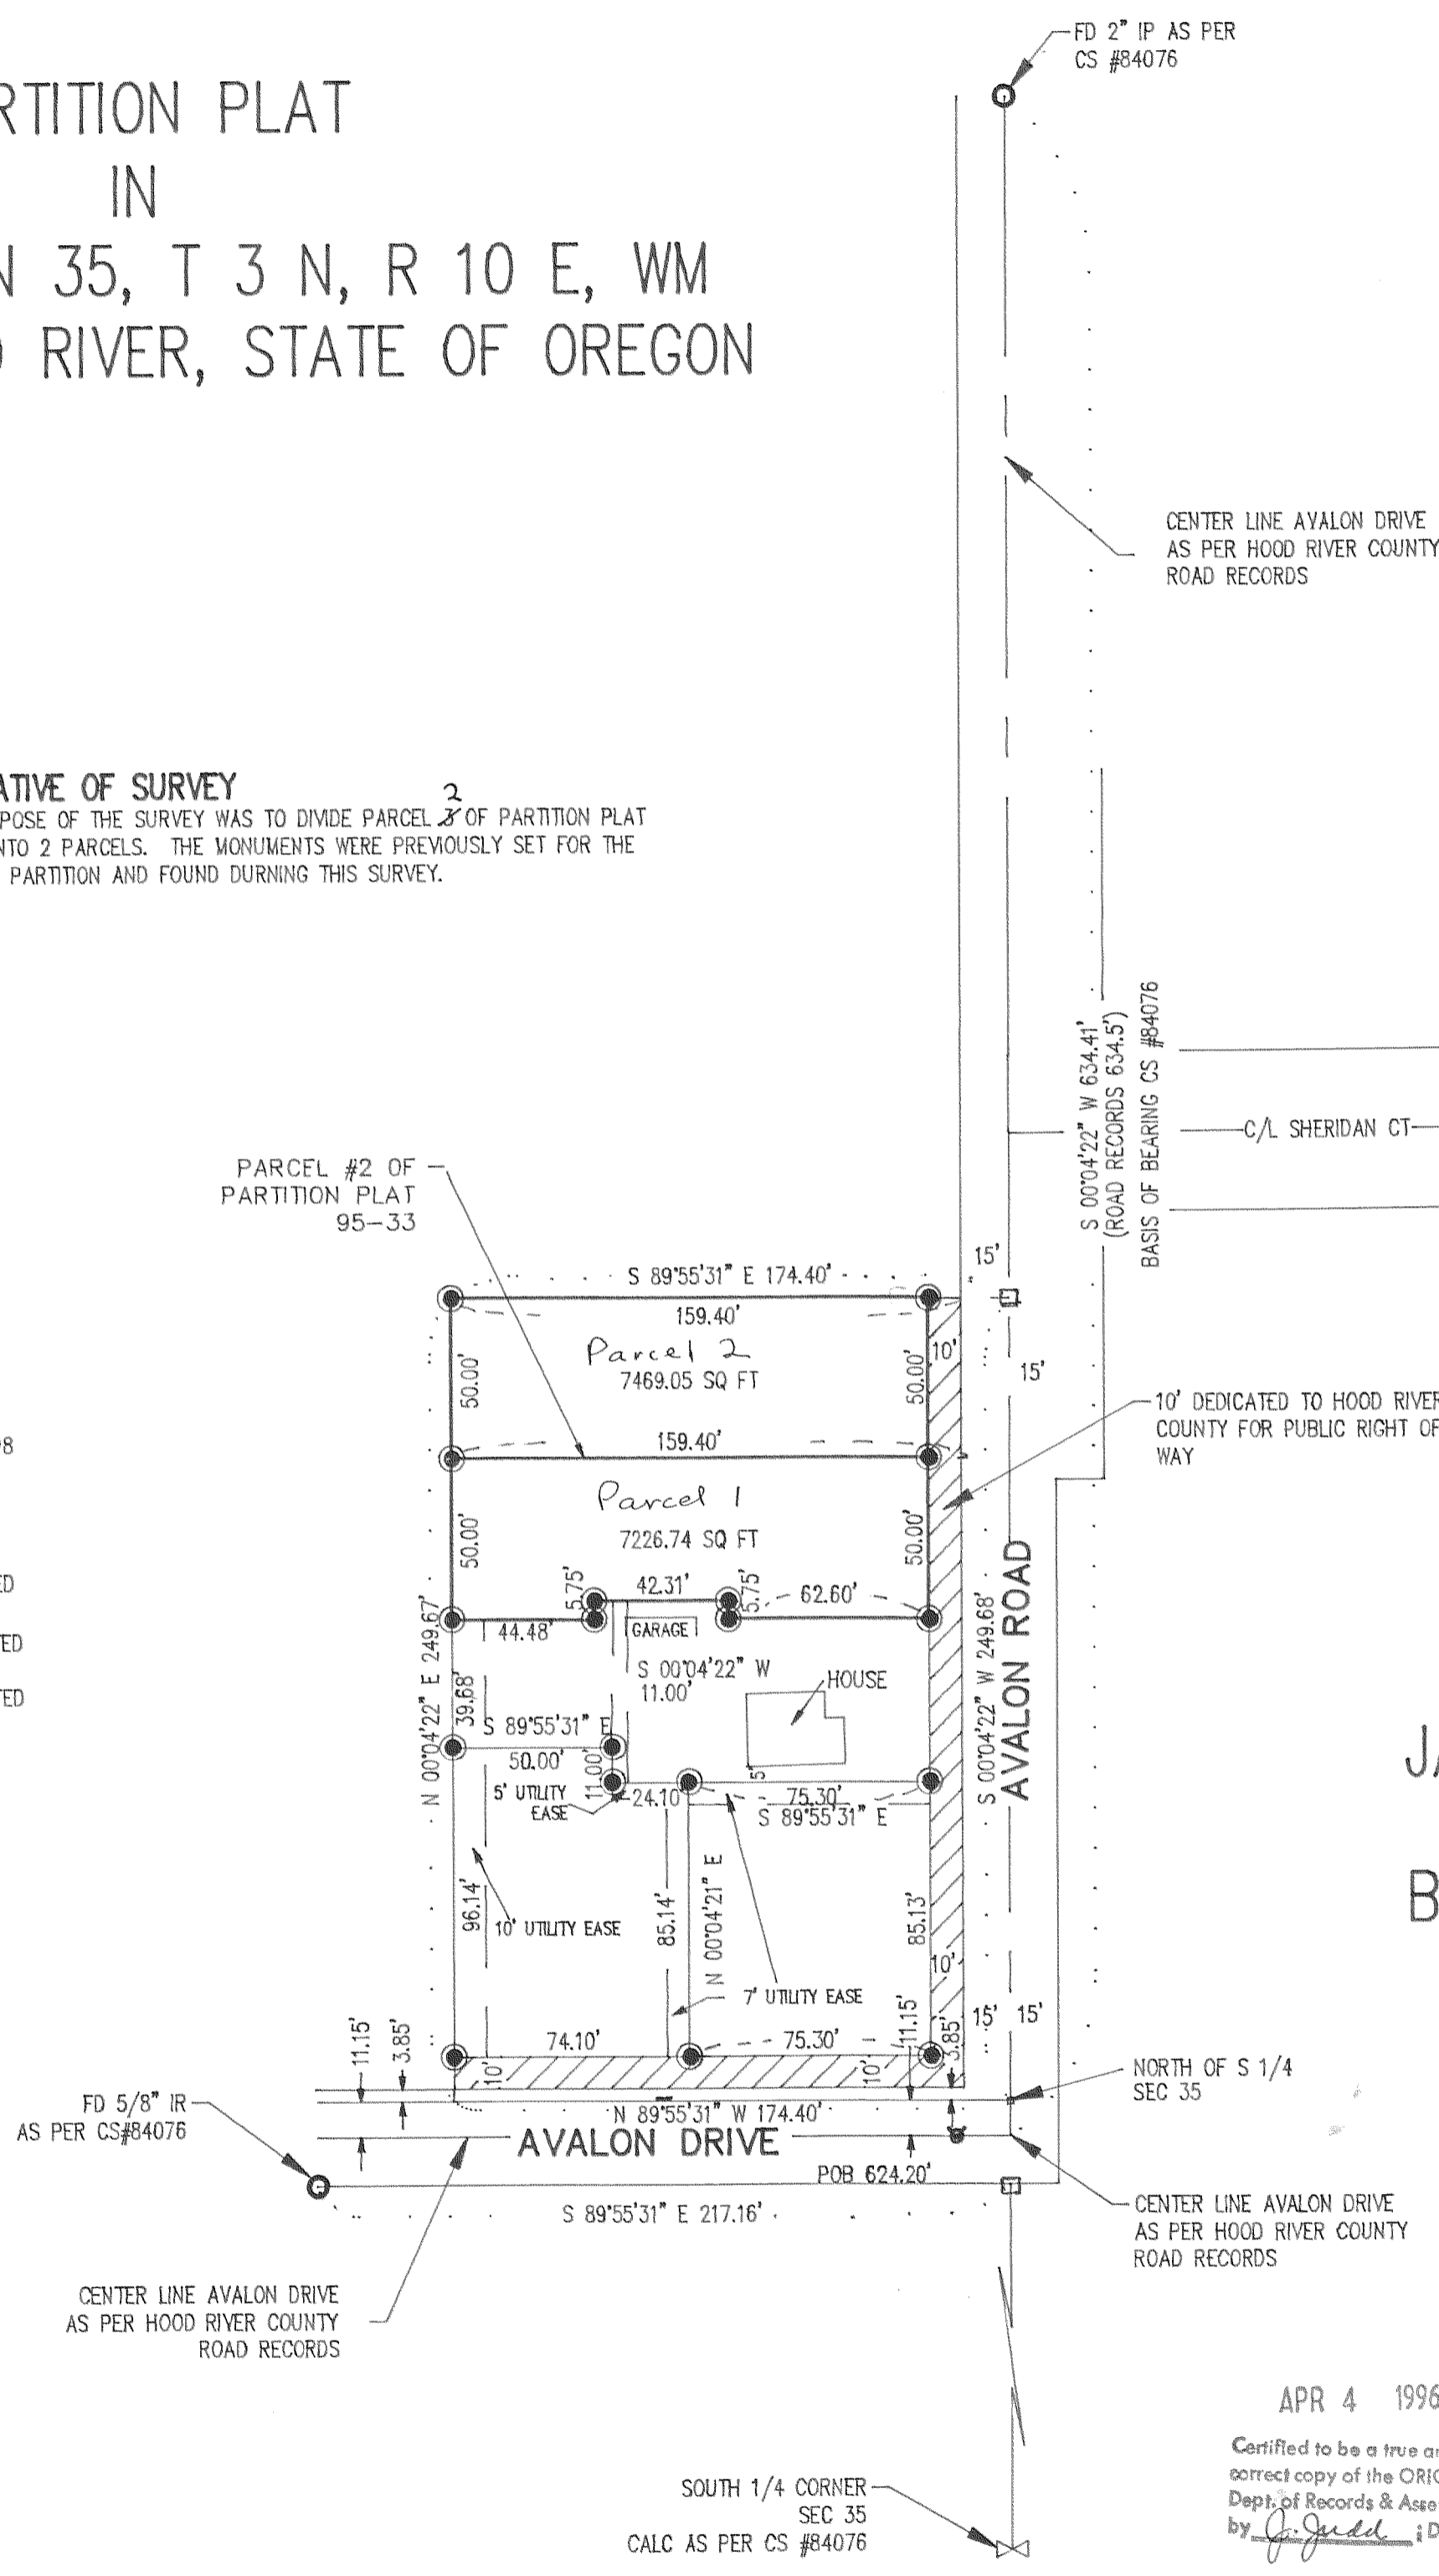 RTITION PLAT
IN
N 35, T 3 N, R 10 E, WM
RIVER, STATE OF OREGON
FD 2" IP AS PER
CS #84076
CENTER LINE AVALON DRIVE
AS PER HOOD RIVER COUNTY
ROAD RECORDS
ATIVE OF SURVEY
2
POSE OF THE SURVEY WAS TO DIVIDE PARCEL OF PARTITION PLAT
NTO 2 PARCELS. THE MONUMENTS WERE PREVIOUSLY SET FOR THE
PARTITION AND FOUND DURNING THIS SURVEY.
S 00°04'22" W 634.41'
(ROAD RECORDS 634.5')
BASIS OF BEARING CS #84076
C/L SHERIDAN CT
PARCEL #2 OF
PARTITION PLAT
95-33
15'
S 89°55'31" E 174.40'
159.40'
Parcel 2
7469.05 SQ FT
50.00'
50.00'
10'
15'
159.40'
10' DEDICATED TO HOOD RIVER
COUNTY FOR PUBLIC RIGHT OF
WAY
98
Parcel 1
7226.74 SQ FT
50.00'
50.00'
ED
TED
TED
5.75'
42.31'
5.75'
62.60'
44.48'
GARAGE
N 00°04'22" E 249.67'
39.68'
S 00°04'22" W
11.00'
HOUSE
S 00°04'22" W 249.68'
AVALON ROAD
S 89°55'31" E
50.00'
11.00'
5' UTILITY
EASE
24.10'
5'
75.30'
S 89°55'31" E
96.14'
10' UTILITY EASE
85.14'
N 00°04'21" E
85.13'
10'
7' UTILITY EASE
JA
B
11.15'
3.85'
74.10'
75.30'
11.15'
3.85'
15'
15'
10'
10'
NORTH OF S 1/4
SEC 35
FD 5/8" IR
AS PER CS#84076
N 89°55'31" W 174.40'
AVALON DRIVE
POB 624.20'
S 89°55'31" E 217.16'
CENTER LINE AVALON DRIVE
AS PER HOOD RIVER COUNTY
ROAD RECORDS
CENTER LINE AVALON DRIVE
AS PER HOOD RIVER COUNTY
ROAD RECORDS
APR 4 1996
Certified to be a true an
correct copy of the ORIG
Dept. of Records & Asse
by J. Judd ; D
SOUTH 1/4 CORNER
SEC 35
CALC AS PER CS #84076